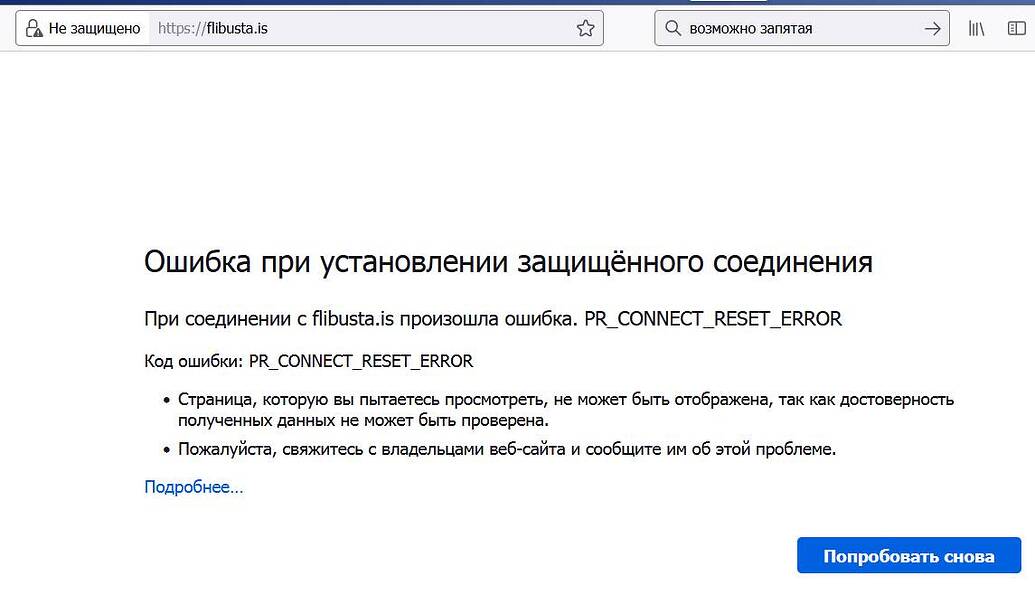 Не защищено https://flibusta.is возможно запятая
Ошибка при установлении защищённого соединения
При соединении с flibusta.is произошла ошибка. PR_CONNECT_RESET_ERROR
Код ошибки: PR_CONNECT_RESET_ERROR
• Страница, которую вы пытаетесь просмотреть, не может быть отображена, так как достоверность
полученных данных не может быть проверена.
• Пожалуйста, свяжитесь с владельцами веб-сайта и сообщите им об этой проблеме.
Подробнее…
Попробовать снова